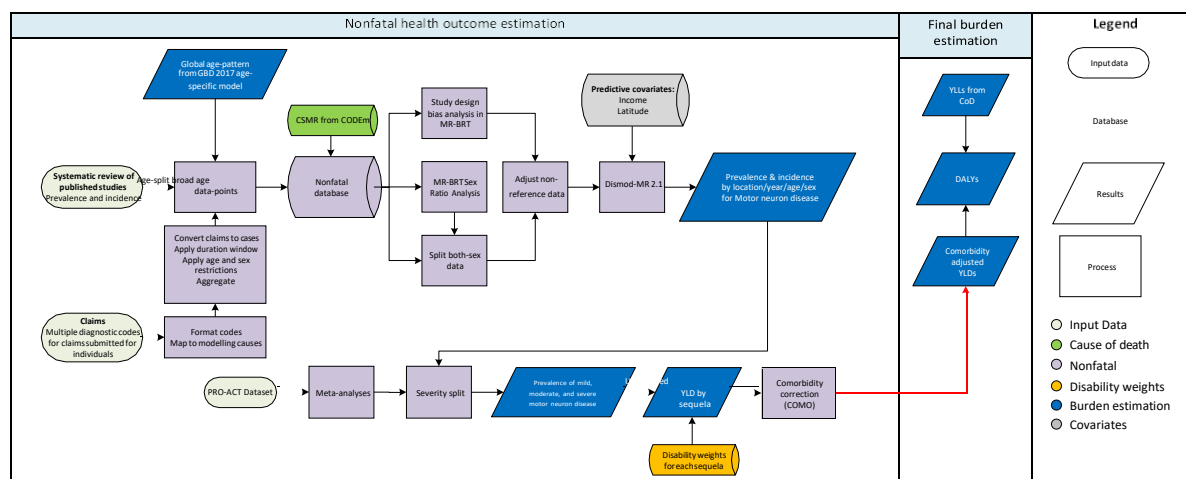 Nonfatal health outcome estimation
Final burden
estimation
Legend
Global age-pattern
from GBD 2017 age-
specific model
CSMR from CODEm
Study design
bias analysis in
MR-BRT
Predictive covariates:
Income
Latitude
YLLs from
CoD
Input data
Database
Systematic review of
published studies
Prevalence and incidence
Age-split broad age
data-points
Nonfatal
database
MR-BRT Sex
Ratio Analysis
Adjust non-
reference data
Dismod-MR 2.1
Prevalence & incidence
by location/year/age/sex
for Motor neuron disease
DALYs
Results
Convert claims to cases
Apply duration window
Apply age and sex
restrictions
Aggregate
Split both-sex
data
Comorbidity
adjusted
YLDs
Process
Claims
Multiple diagnostic codes
for claims submitted for
individuals
Format codes
Map to modelling causes
Input Data
Cause of death
Nonfatal
Disability weights
Burden estimation
Covariates
PRO-ACT Dataset
Meta-analyses
Severity split
Prevalence of mild,
moderate, and severe
motor neuron disease
YLD by
sequela
Comorbidity
correction
(COMO)
Disability weights
for each sequela